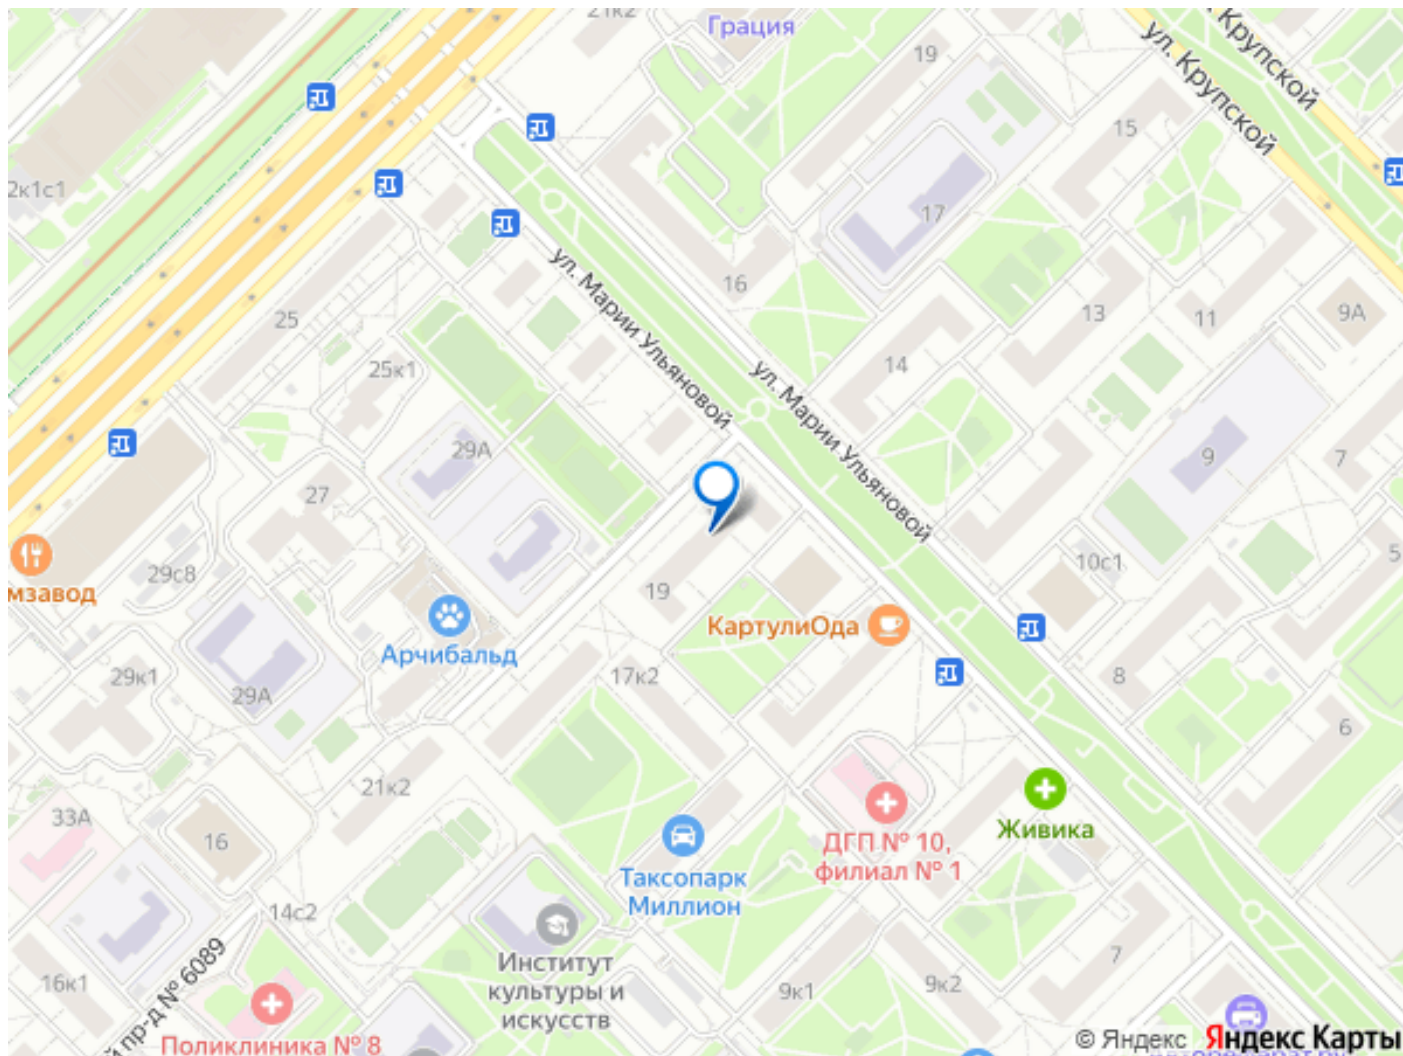 21к2
Грация
19
ул. Крупской
ул. Крупской
15
2к1с1
17
ул. Марии Ульяновой
16
25
13
11
9А
25к1
14
ул. Марии Ульяновой
29А
9
7
27
мзавод
29с8
10с1
5
19
КартулиОда
Арчибальд
29к1
29А
17к2
8
6
21к2
33А
16
ДГП № 10,
филиал № 1
Живика
Таксопарк
Миллион
14с2
Институт
культуры и
искусств
16к1
й пр-д № 6089
9к1
9к2
7
Поликлиника № 8
© Яндекс Яндекс Карты